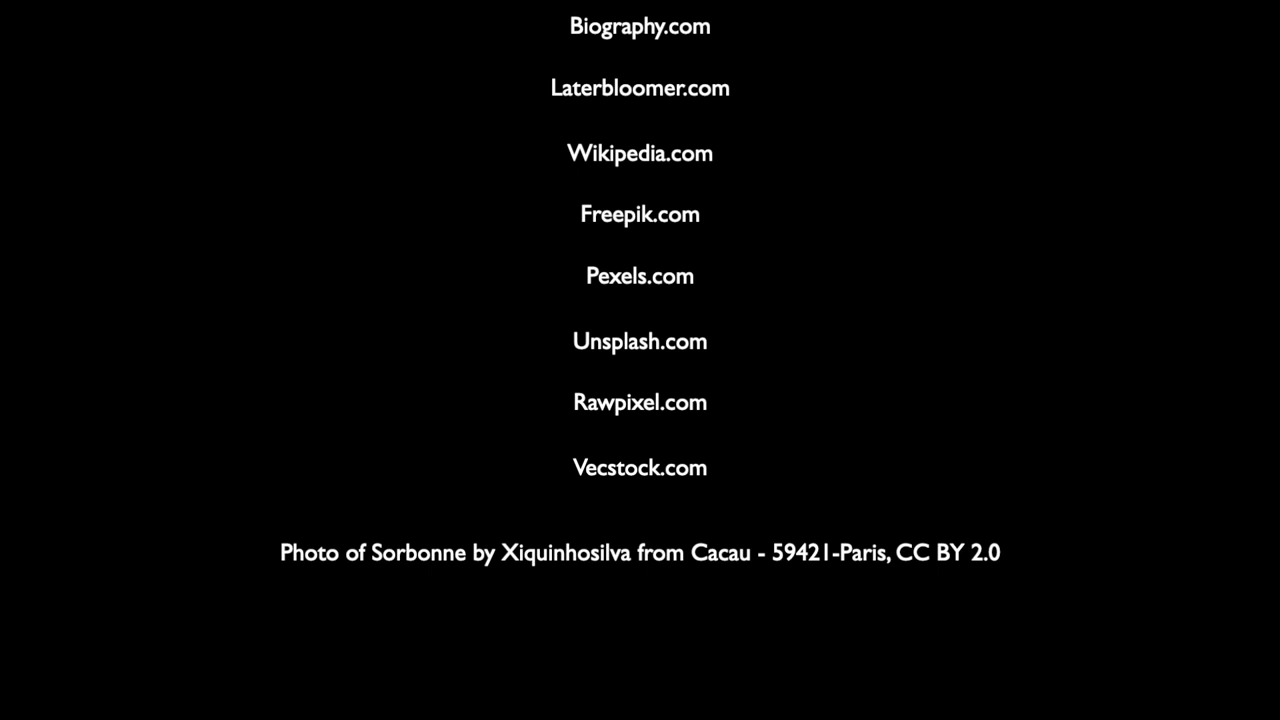 Biography.com
Laterbloomer.com
Wikipedia.com
Freepik.com
Pexels.com
Unsplash.com
Rawpixel.com
Vecstock.com
Photo of Sorbonne by Xiquinhosilva from Cacau - 59421-Paris, CC BY 2.0